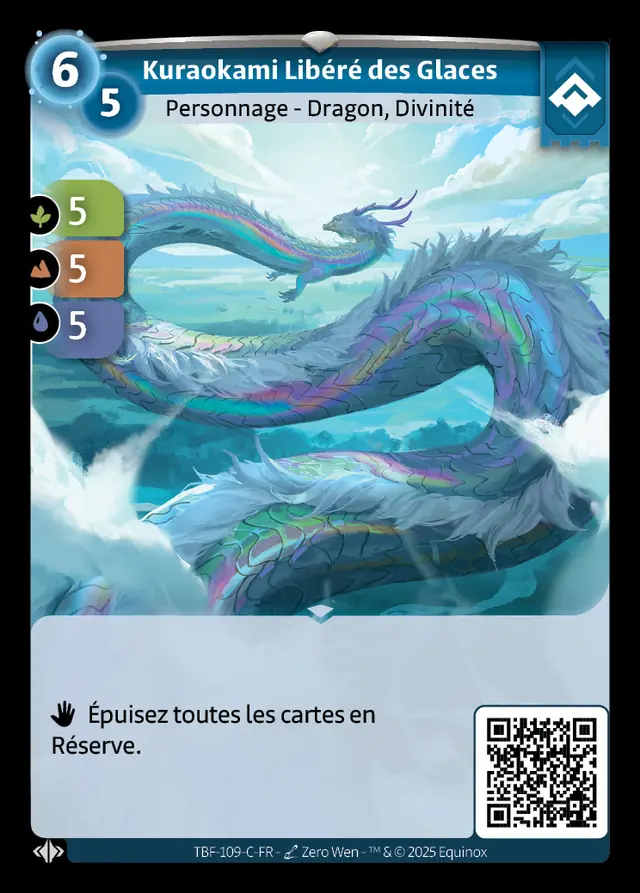 6
Kuraokami Libéré des Glaces
5
Personnage - Dragon, Divinité
5
5
5
Épuisez toutes les cartes en
Réserve.
TBF-109-C-FR - Zero Wen - ™ & © 2025 Equinox